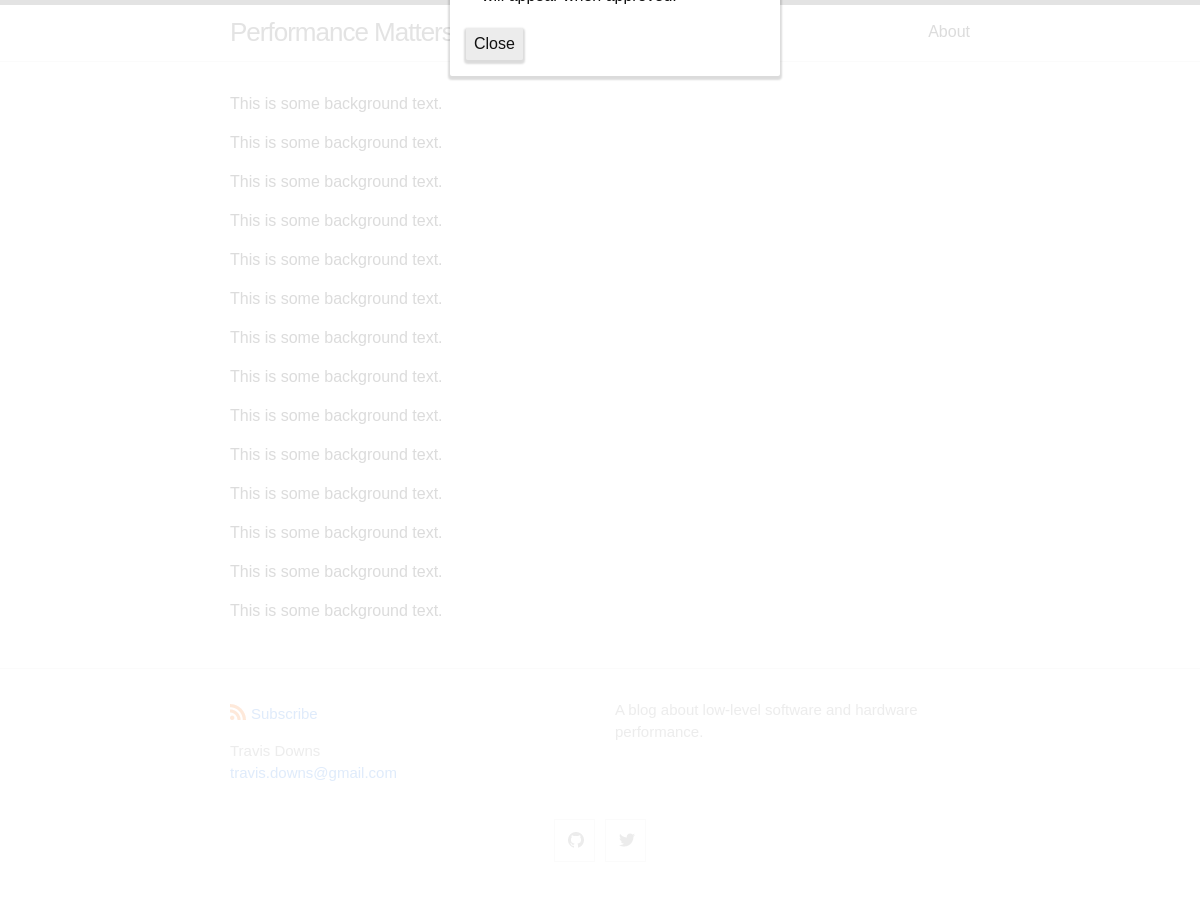 will appear when approved.
Performance Matters
About
Close
This is some background text.
This is some background text.
This is some background text.
This is some background text.
This is some background text.
This is some background text.
This is some background text.
This is some background text.
This is some background text.
This is some background text.
This is some background text.
This is some background text.
This is some background text.
This is some background text.
Subscribe
Travis Downs
travis.downs@gmail.com
A blog about low-level software and hardware
performance.